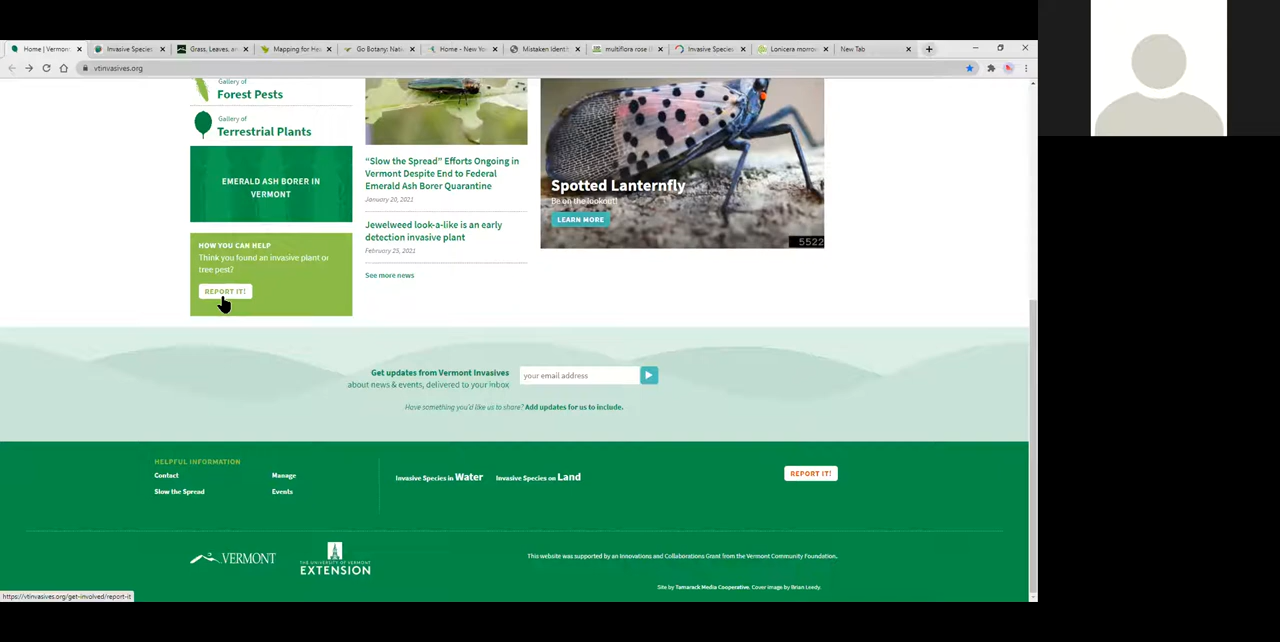 Home | Vermon
Invasive Species
Grass, Leaves, an
Mapping for He
Go Botany: Nati
Home - New Yo
Mistaken Identi
multiflora rose (
Invasive Species
Lonicera morrow
New Tab
vtinvasives.org
Gallery of
Forest Pests
Gallery of
Terrestrial Plants
EMERALD ASH BORER IN
VERMONT
HOW YOU CAN HELP
Think you found an invasive plant or
tree pest?
REPORT IT!
"Slow the Spread" Efforts Ongoing in
Vermont Despite End to Federal
Emerald Ash Borer Quarantine
January 20, 2021
Jewelweed look-a-like is an early
detection invasive plant
February 25, 2021
See more news
Spotted Lanternfly
Be on the lookout!
LEARN MORE
5522
Get updates from Vermont Invasives
about news & events, delivered to your inbox
your email address
Have something you'd like us to share? Add updates for us to include.
HELPFUL INFORMATION
Contact
Manage
Slow the Spread
Events
Invasive Species in Water
Invasive Species on Land
REPORT IT!
VERMONT
THE UNIVERSITY OF VERMONT
EXTENSION
This website was supported by an Innovations and Collaborations Grant from the Vermont Community Foundation.
Site by Tamarack Media Cooperative. Cover image by Brian Leedy.
https://vtinvasives.org/get-involved/report-it